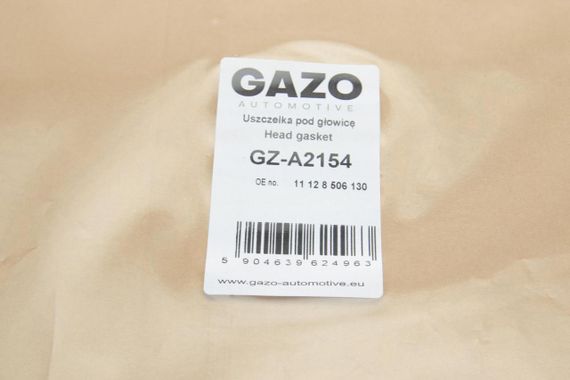 GAZO
AUTOMOTIVE
Uszczelka pod głowicę
Head gasket
GZ-A2154
OE no. 11 12 8 506 130
5 904639 624963
www.gazo-automotive.eu